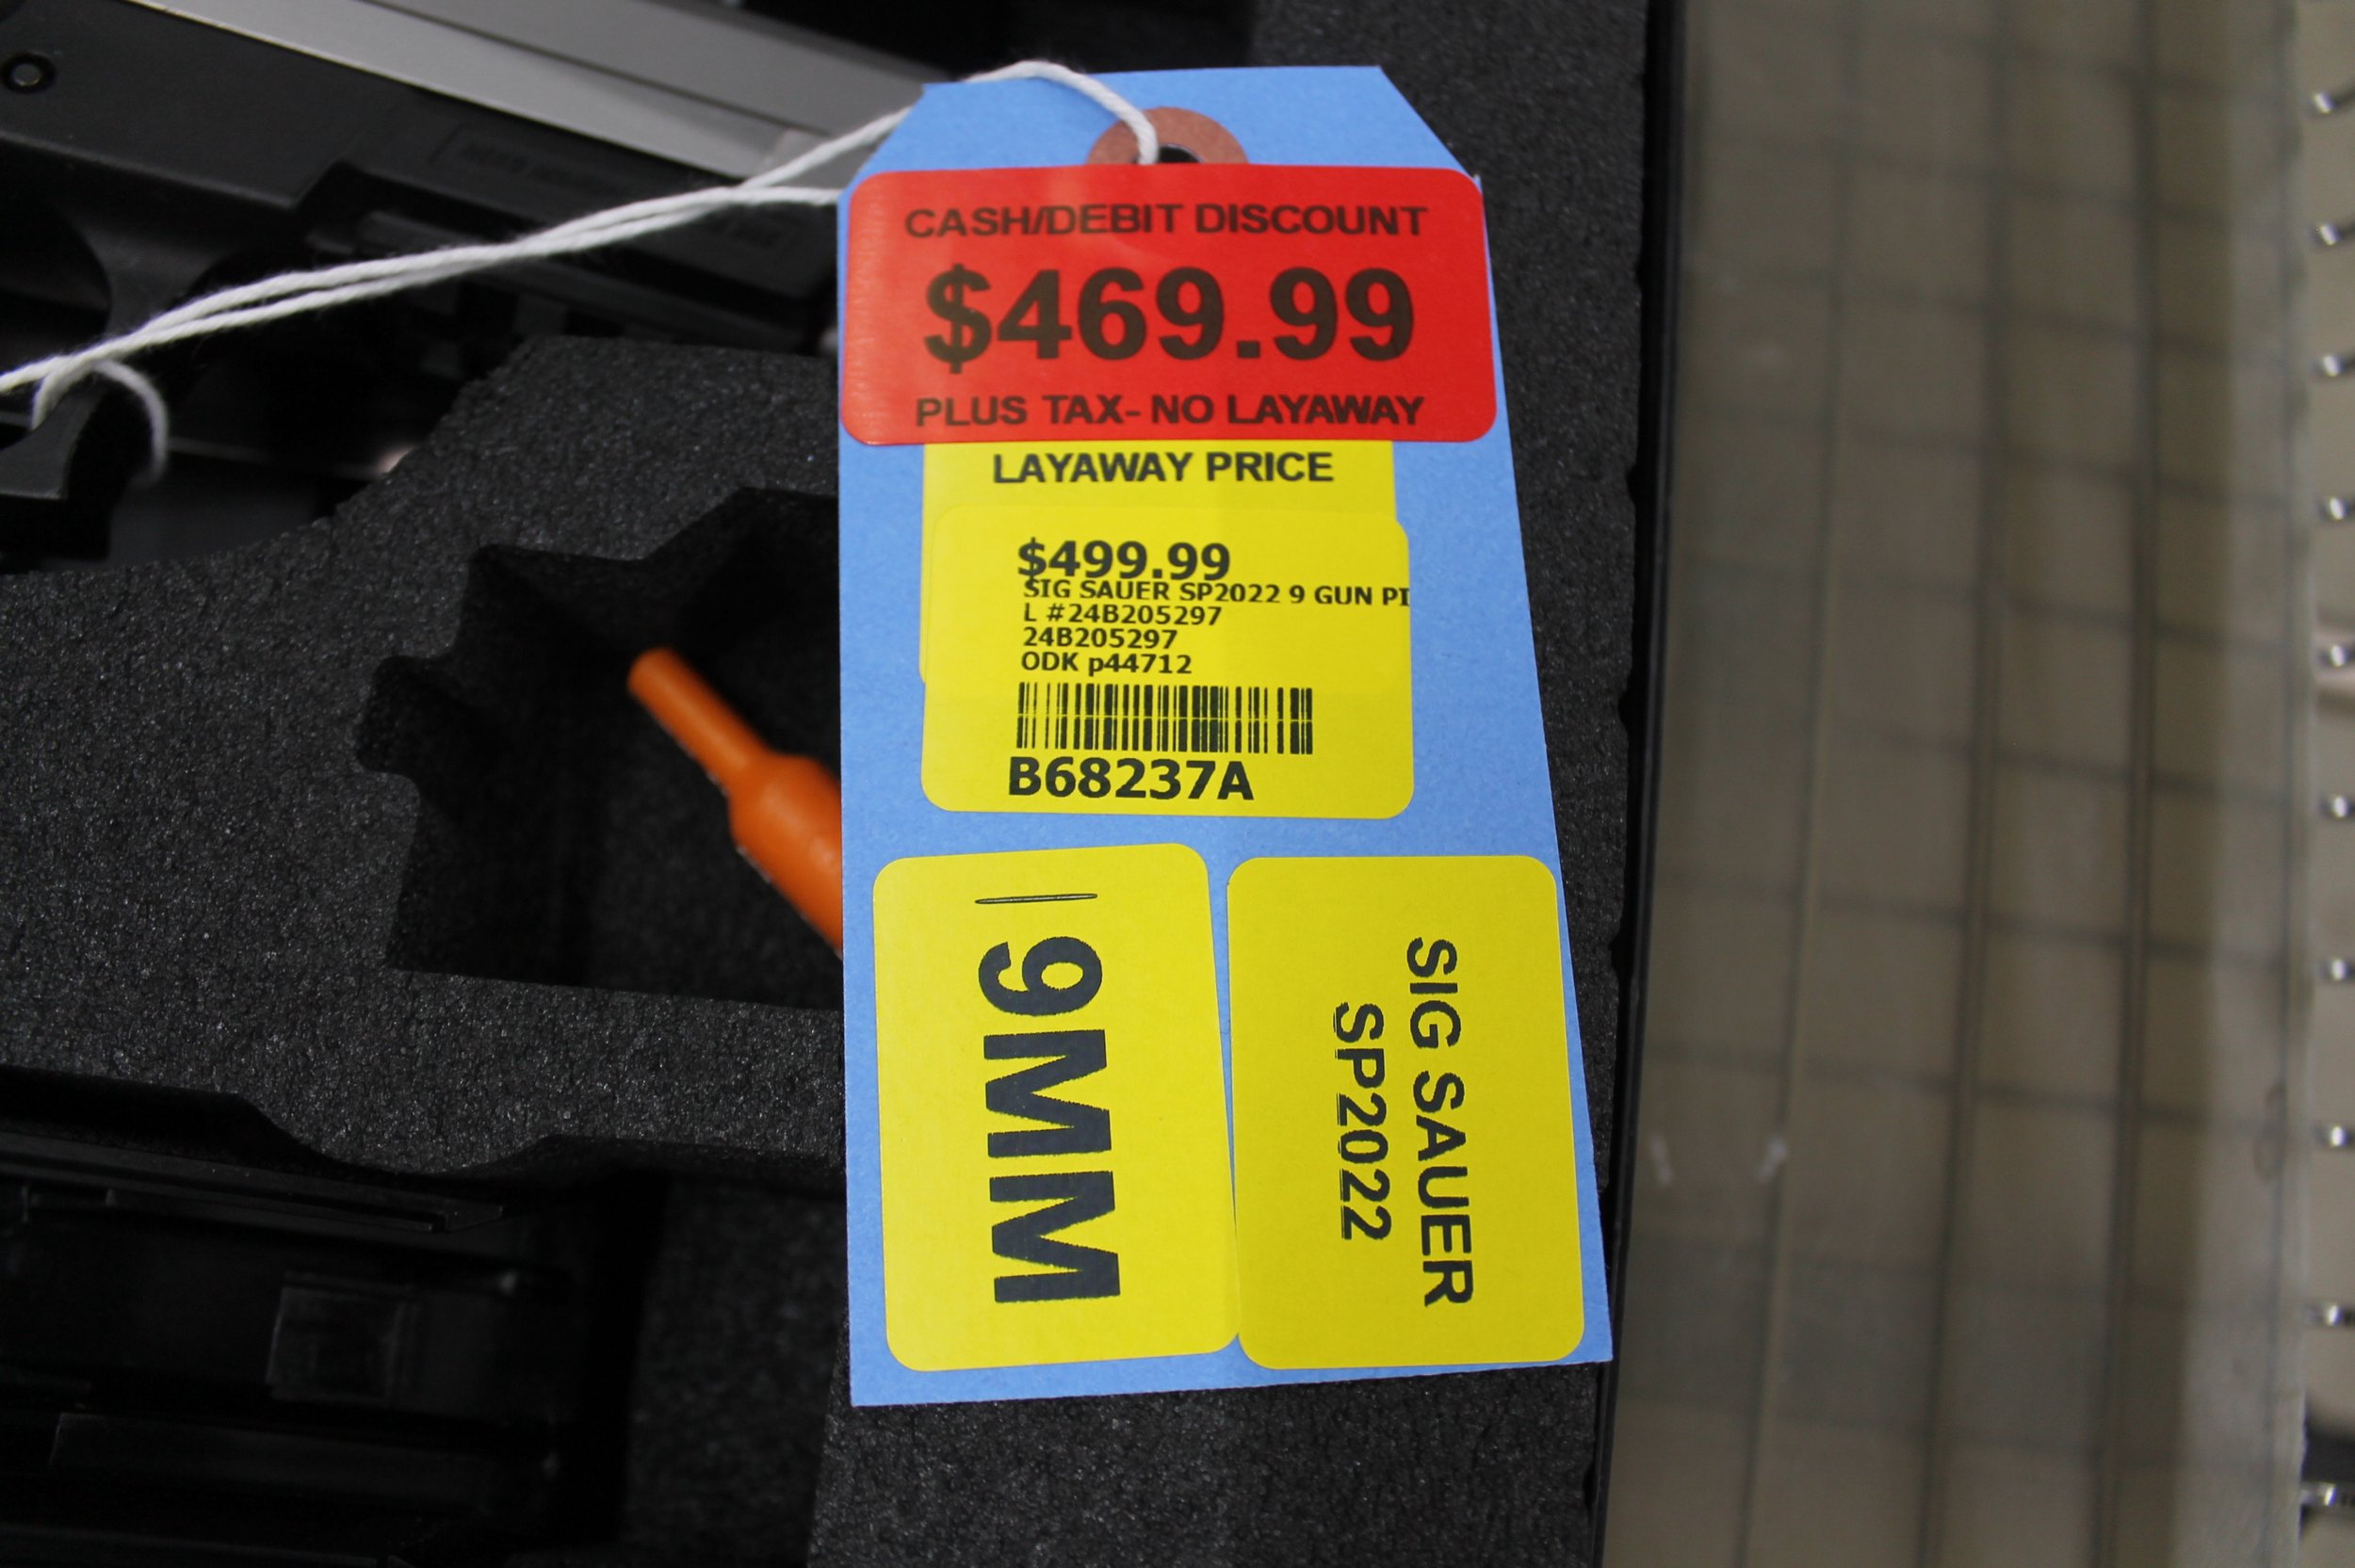 CASH/DEBIT DISCOUNT
$469.99
PLUS TAX- NO LAYAWAY
LAYAWAY PRICE
$499.99
SIG SAUER SP2022 9 GUN PI
L #24B205297
24B205297
ODK p44712
B68237A
9MM
SIG SAUER
SP2022